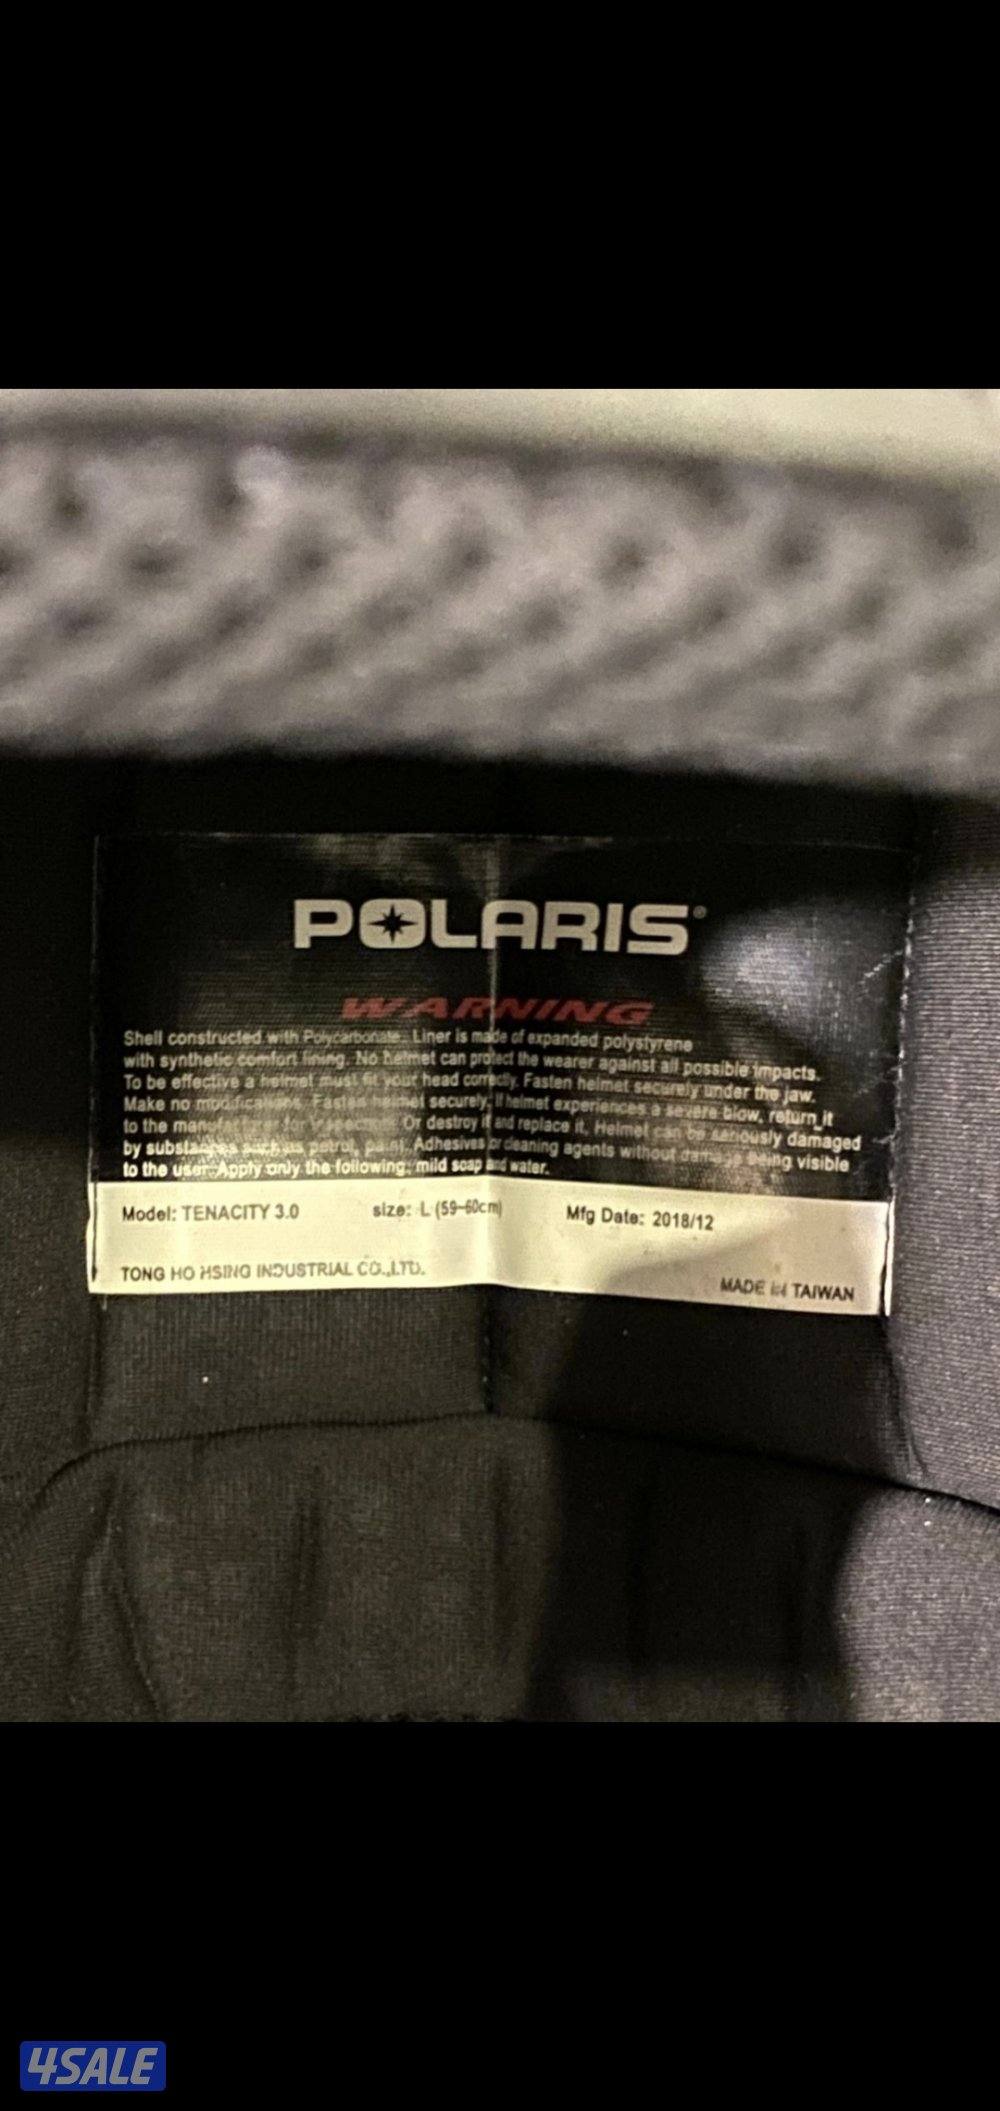 POLARIS®
WARNING
Shell constructed with Polycarbonate. Liner is made of expanded polystyrene
with synthetic comfort lining. No helmet can protect the wearer against all possible impacts.
To be effective a helmet must fit your head correctly. Fasten helmet securely under the jaw.
Make no modifications. Fasten helmet securely. If helmet experiences a severe blow, return it
to the manufacturer for inspection. Or destroy it and replace it. Helmet can be seriously damaged
by substances such as petrol, paint. Adhesives or cleaning agents without damage being visible
to the user. Apply only the following: mild soap and water.
Model: TENACITY 3.0 size: L (59-60cm) Mfg Date: 2018/12
TONG HO HSING INDUSTRIAL CO.,LTD.
MADE IN TAIWAN
4SALE